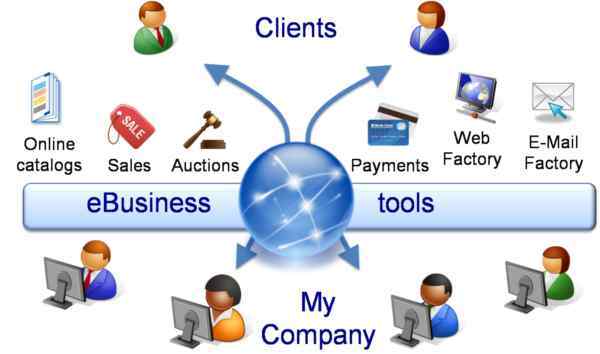 Clients
Online
catalogs
SALE
Sales
Auctions
Payments
Web
Factory
E-Mail
Factory
eBusiness tools
My
Company